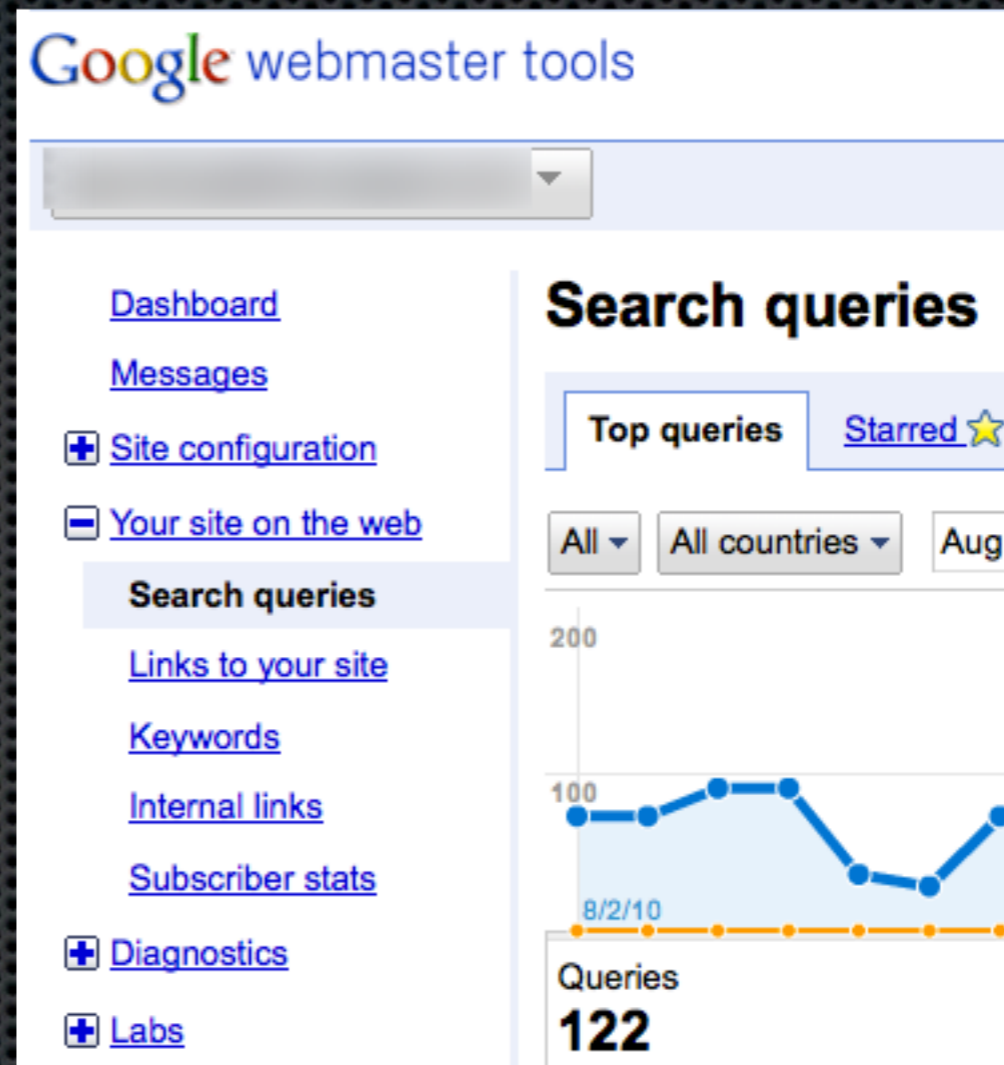 Google webmaster tools
Dashboard
Messages
Site configuration
Your site on the web
Search queries
Links to your site
Keywords
Internal links
Subscriber stats
Diagnostics
Labs
Search queries
Top queries Starred
All All countries Aug
200
100
8/2/10
Queries
122